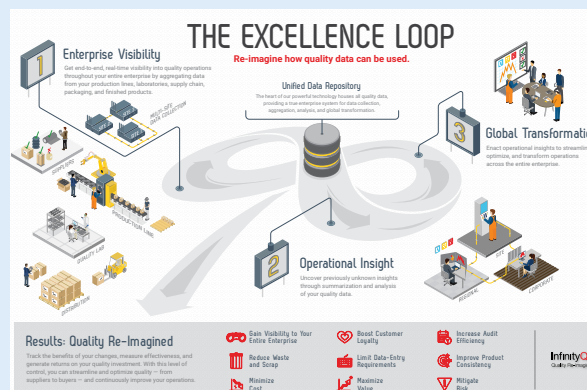 THE EXCELLENCE LOOP
Re-imagine how quality data can be used.
1
Enterprise Visibility
Get end-to-end, real-time visibility into quality operations
throughout your entire enterprise by aggregating data
from your production lines, laboratories, supply chain,
packaging, and finished products.
MULTI-SITE
DATA COLLECTION
SUPPLIERS
PRODUCTION LINE
QUALITY LAB
DISTRIBUTION
Unified Data Repository
The heart of our powerful technology houses all quality data,
providing a true enterprise system for data collection,
aggregation, analysis, and global transformation.
2
Operational Insight
Uncover previously unknown insights
through summarization and analysis
of your quality data.
3
Global Transformati
Enact operational insights to streamlin
optimize, and transform operations
across the entire enterprise.
SITE
REGIONAL
CORPORATE
Results: Quality Re-Imagined
Track the benefits of your changes, measure effectiveness, and
generate returns on your quality investment. With this level of
control, you can streamline and optimize quality — from
suppliers to buyers — and continuously improve your operations.
Gain Visibility to Your
Entire Enterprise
Reduce Waste
and Scrap
Minimize
Cost
Boost Customer
Loyalty
Limit Data-Entry
Requirements
Maximize
Value
Increase Audit
Efficiency
Improve Product
Consistency
Mitigate
Risk
InfinityQ
Quality Re-Imagin